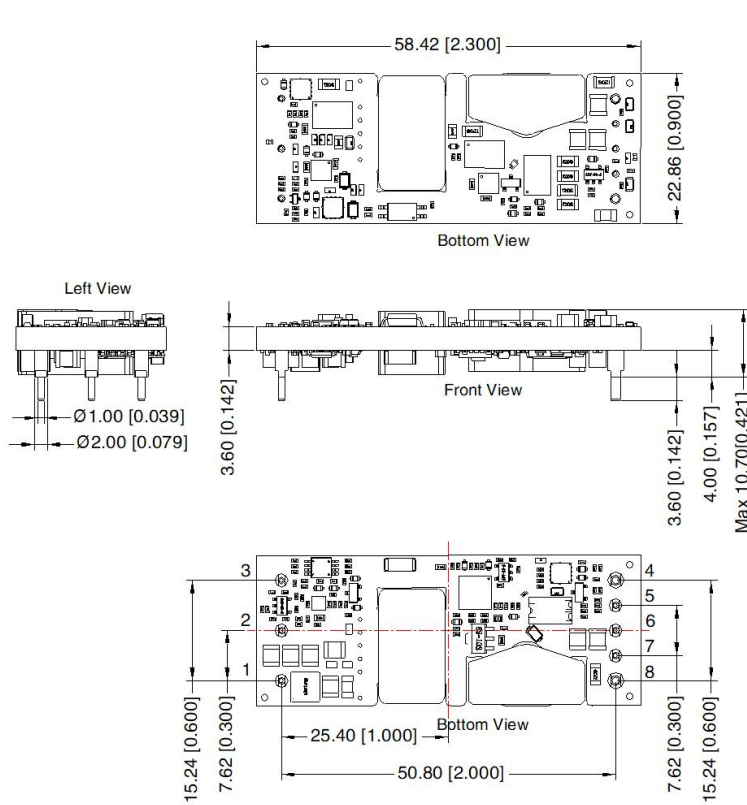 58.42 [2.300]
22.86 [0.900]
Bottom View
Left View
Front View
Ø1.00 [0.039]
Ø2.00 [0.079]
3.60 [0.142]
3.60 [0.142]
4.00 [0.157]
Max 10.70[0.421]
3
2
1
4
5
6
7
8
15.24 [0.600]
7.62 [0.300]
25.40 [1.000]
Bottom View
50.80 [2.000]
7.62 [0.300]
15.24 [0.600]